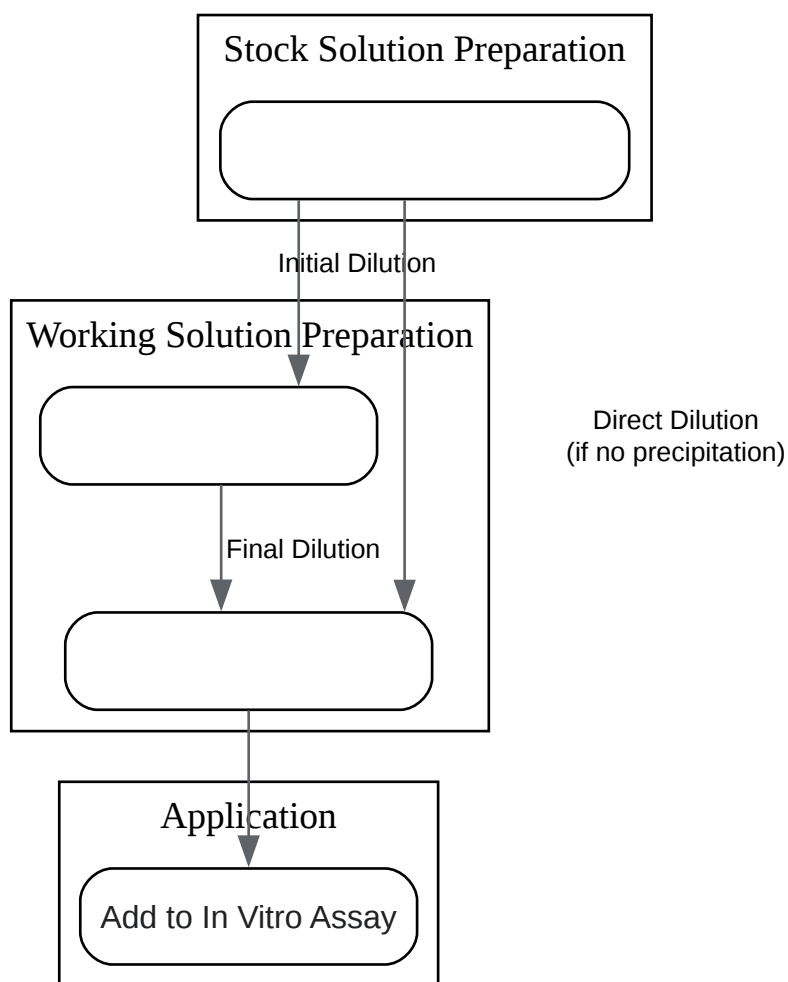 Stock Solution Preparation
Initial Dilution
Working Solution Preparation
Direct Dilution
(if no precipitation)
Final Dilution
Application
Add to In Vitro Assay